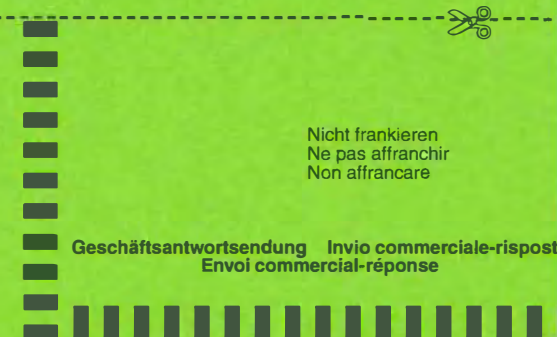 Nicht frankieren
Ne pas affranchir
Non affrancare
Geschäftsantwortsendung Invio commerciale-rispost
Envoi commercial-réponse